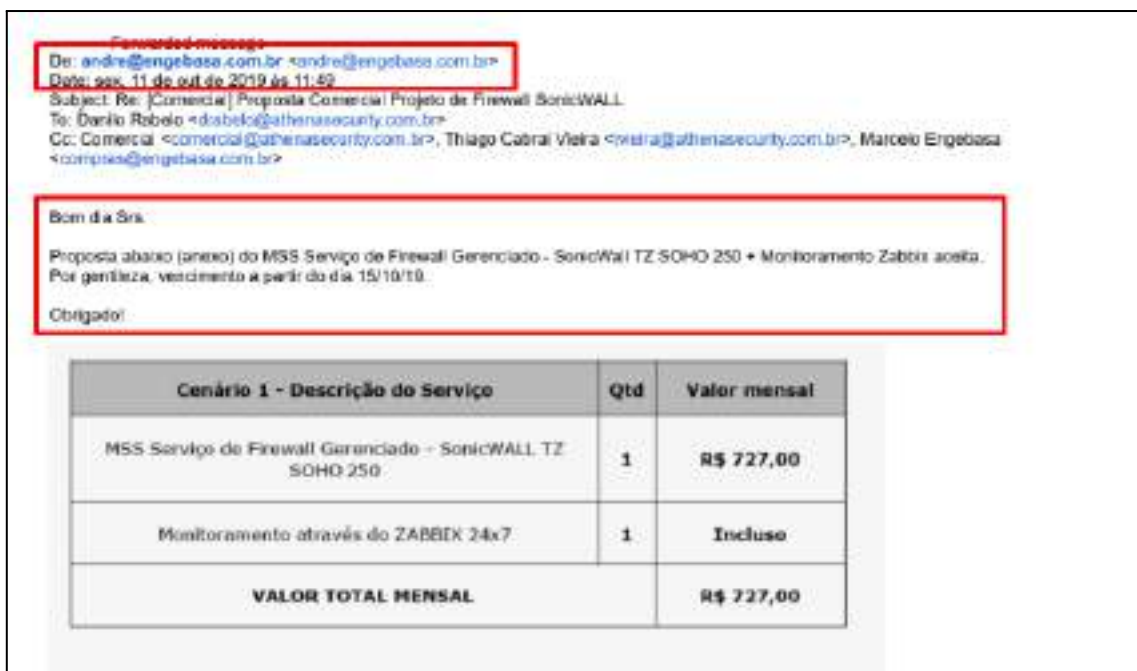 Forwarded message
De: andre@engebasa.com.br <andre@engebasa.com.br>
Date: sex, 11 de out de 2019 às 11:49
Subject: Re: [Comercial] Proposta Comercial Projeto de Firewall SonicWALL
To: Danilo Rabelo <drabelo@athenasecurity.com.br>
Cc: Comercial <comercial@athenasecurity.com.br>, Thiago Cabral Vieira <tvieira@athenasecurity.com.br>, Marcelo Engebasa
<compras@engebasa.com.br>
Bom dia Srs.
Proposta abaixo (anexo) do MSS Serviço de Firewall Gerenciado - SonicWall TZ SOHO 250 + Monitoramento Zabbix aceita.
Por gentileza, vencimento a partir do dia 15/10/19.
Obrigado!
Cenário 1 - Descrição do Serviço Qtd Valor mensal
MSS Serviço de Firewall Gerenciado - SonicWALL TZ
SOHO 250 1 R$ 727,00
Monitoramento através do ZABBIX 24x7 1 Incluso
VALOR TOTAL MENSAL R$ 727,00